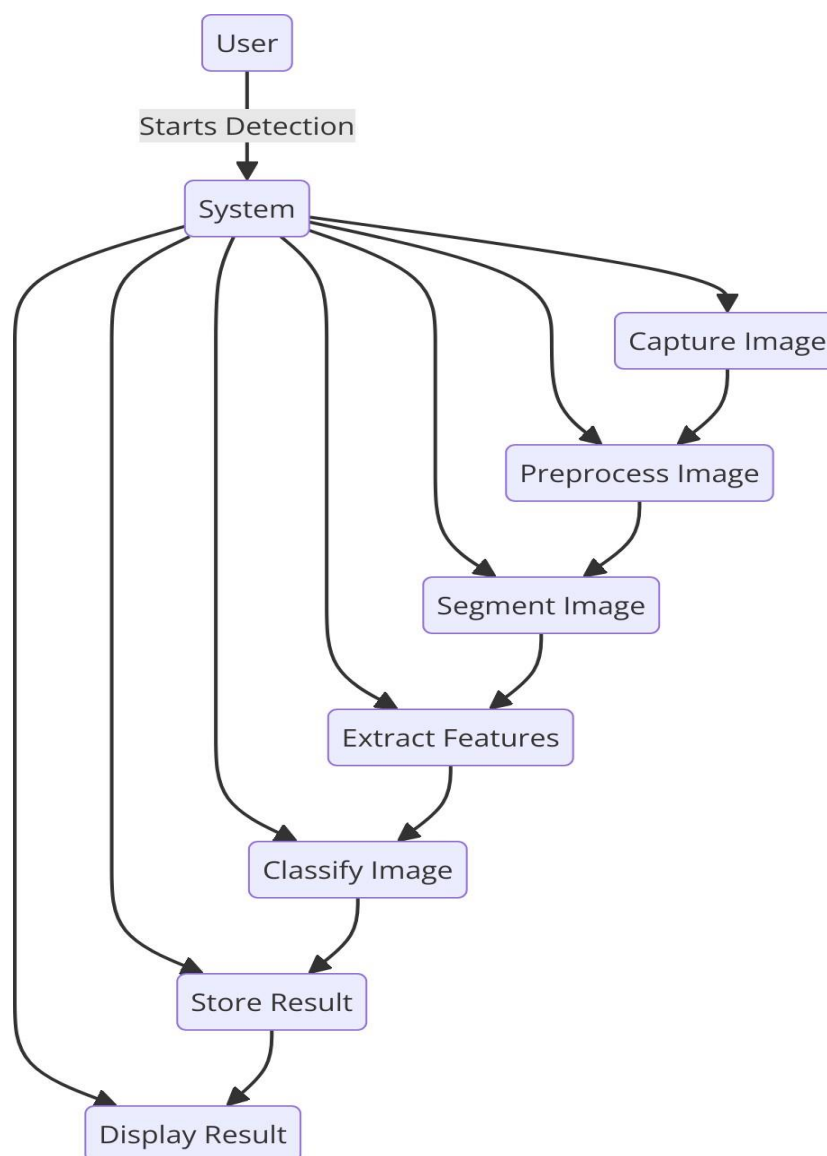 User
Starts Detection
System
Capture Image
Preprocess Image
Segment Image
Extract Features
Classify Image
Store Result
Display Result